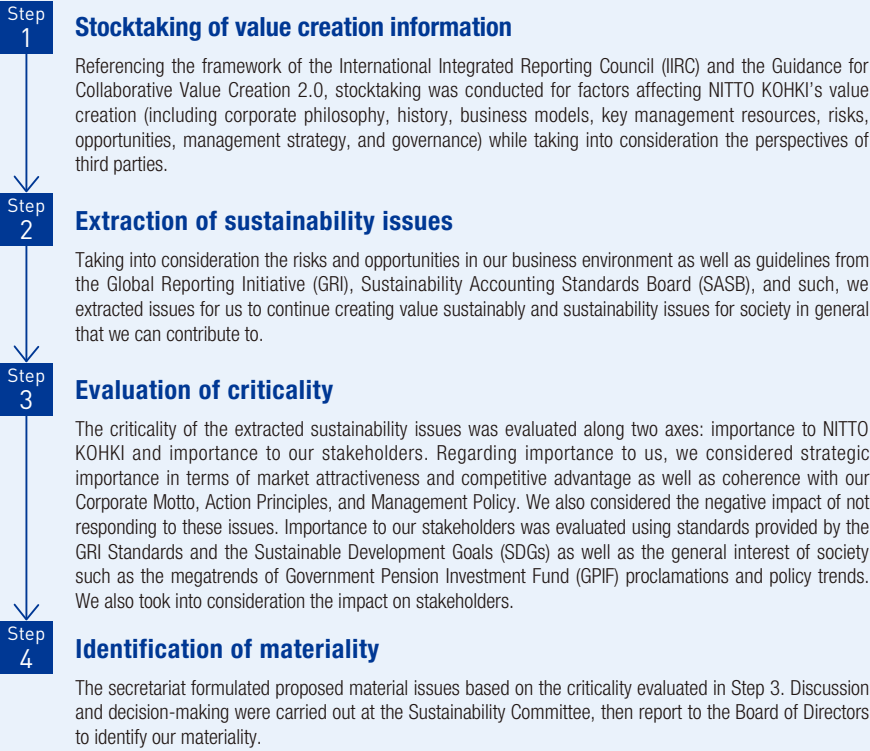 Step
1
Stocktaking of value creation information
Referencing the framework of the International Integrated Reporting Council (IIRC) and the Guidance for
Collaborative Value Creation 2.0, stocktaking was conducted for factors affecting NITTO KOHKI's value
creation (including corporate philosophy, history, business models, key management resources, risks,
opportunities, management strategy, and governance) while taking into consideration the perspectives of
third parties.
Step
2
Extraction of sustainability issues
Taking into consideration the risks and opportunities in our business environment as well as guidelines from
the Global Reporting Initiative (GRI), Sustainability Accounting Standards Board (SASB), and such, we
extracted issues for us to continue creating value sustainably and sustainability issues for society in general
that we can contribute to.
Step
3
Evaluation of criticality
The criticality of the extracted sustainability issues was evaluated along two axes: importance to NITTO
KOHKI and importance to our stakeholders. Regarding importance to us, we considered strategic
importance in terms of market attractiveness and competitive advantage as well as coherence with our
Corporate Motto, Action Principles, and Management Policy. We also considered the negative impact of not
responding to these issues. Importance to our stakeholders was evaluated using standards provided by the
GRI Standards and the Sustainable Development Goals (SDGs) as well as the general interest of society
such as the megatrends of Government Pension Investment Fund (GPIF) proclamations and policy trends.
We also took into consideration the impact on stakeholders.
Step
4
Identification of materiality
The secretariat formulated proposed material issues based on the criticality evaluated in Step 3. Discussion
and decision-making were carried out at the Sustainability Committee, then report to the Board of Directors
to identify our materiality.